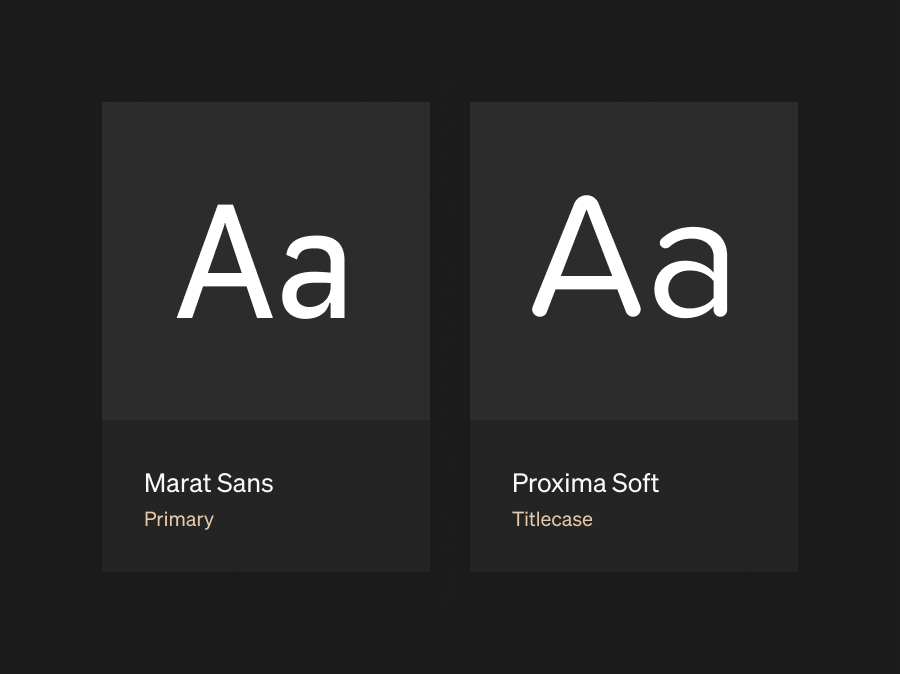 Aa
Marat Sans
Primary
Aa
Proxima Soft
Titlecase